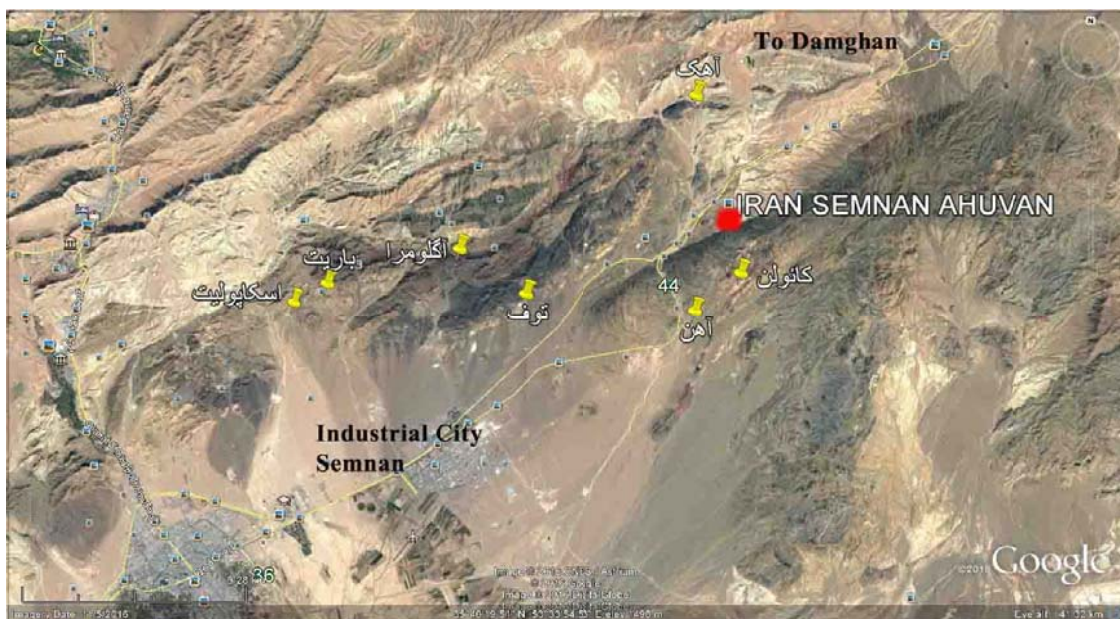 To Damghan
آهک
IRAN SEMNAN AHUVAN
آگلومرا
باریت
کائولن
اسکاپولیت
توف
44
آهن
Industrial City
Semnan
36
Google